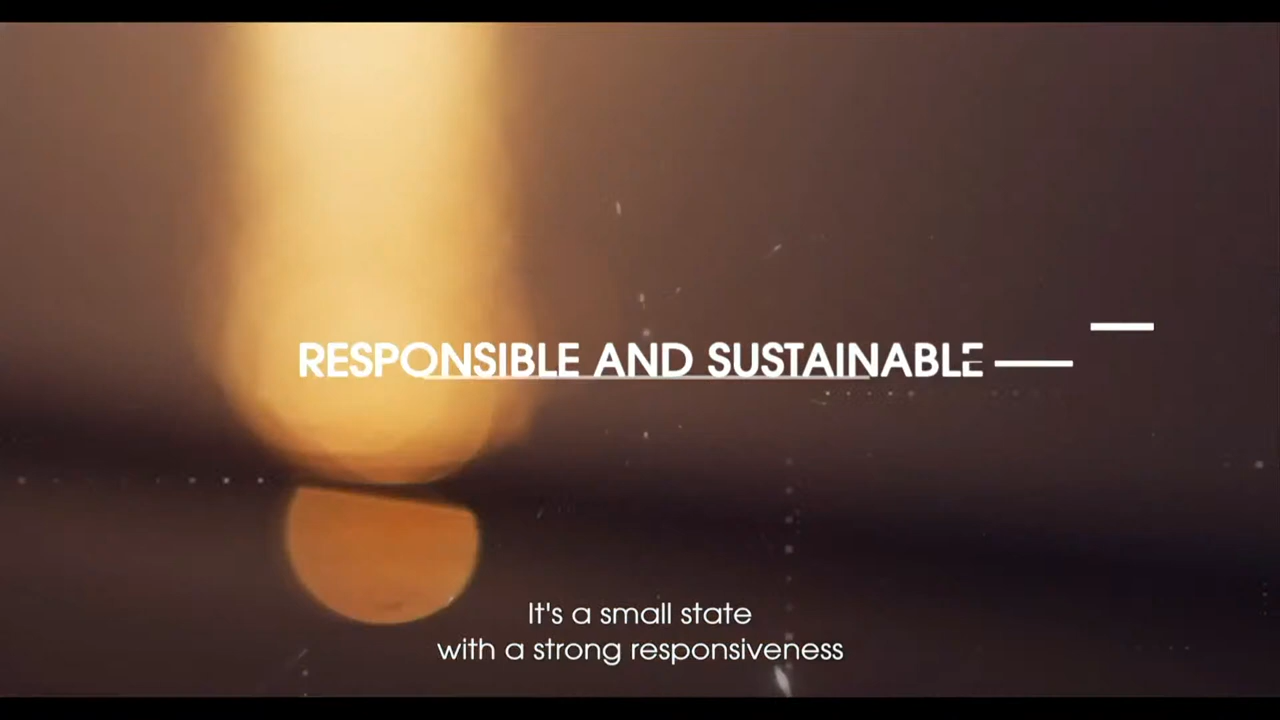 RESPONSIBLE AND SUSTAINABLE
It's a small state
with a strong responsiveness